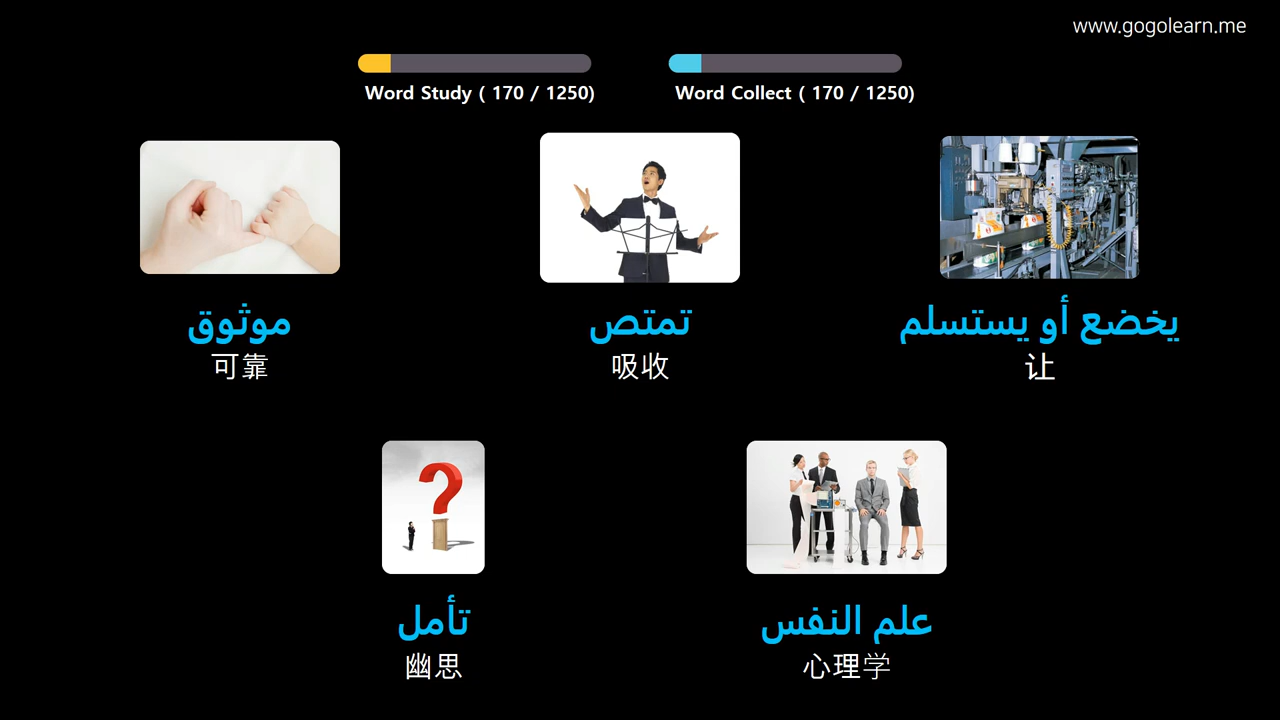 www.gogolearn.me
Word Study ( 170 / 1250)
Word Collect ( 170 / 1250)
موثوق
可靠
تمتص
吸收
يخضع أو يستسلم
让
تأمل
幽思
علم النفس
心理学